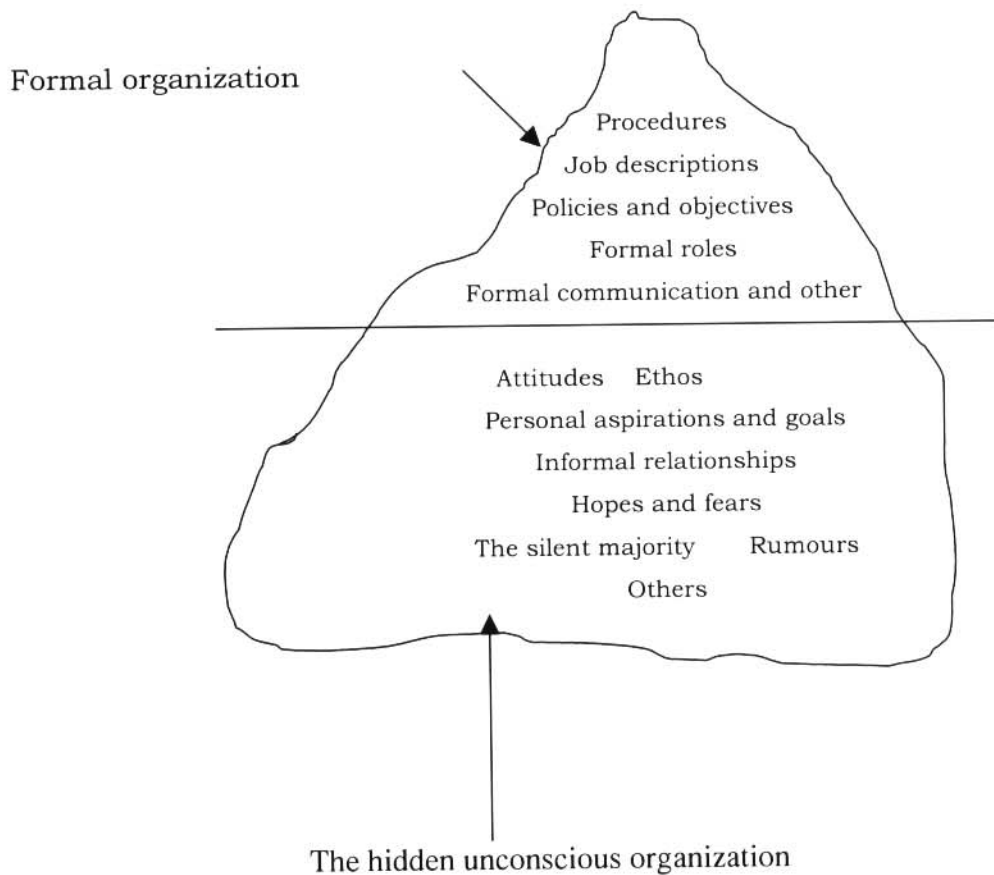 Formal organization
Procedures
Job descriptions
Policies and objectives
Formal roles
Formal communication and other
Attitudes Ethos
Personal aspirations and goals
Informal relationships
Hopes and fears
The silent majority Rumours
Others
The hidden unconscious organization